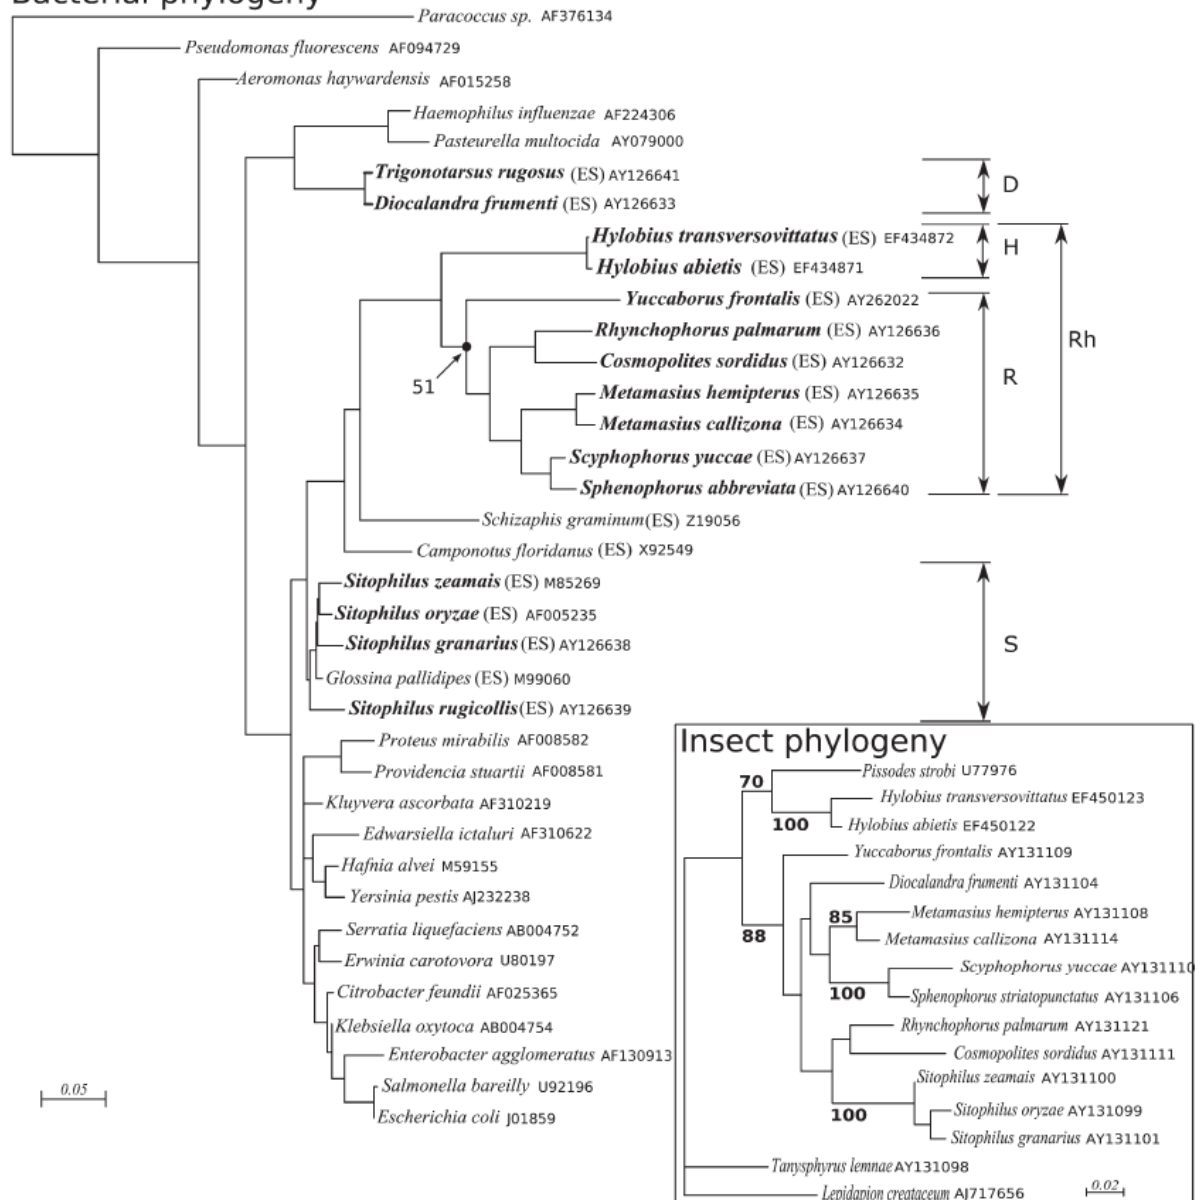 Bacterial phylogeny
Paracoccus sp. AF376134
Pseudomonas fluorescens AF094729
Aeromonas haywardensis AF015258
Haemophilus influenzae AF224306
Pasteurella multocida AY079000
Trigonotarsus rugosus (ES) AY126641
Diocalandra frumenti (ES) AY126633
D
Hylobius transversovittatus (ES) EF434872
Hylobius abietis (ES) EF434871
H
Yuccaborus frontalis (ES) AY262022
Rhynchophorus palmarum (ES) AY126636
Rh
Cosmopolites sordidus (ES) AY126632
R
51
Metamasius hemipterus (ES) AY126635
Metamasius callizona (ES) AY126634
Scyphophorus yuccae (ES) AY126637
Sphenophorus abbreviata (ES) AY126640
Schizaphis graminum(ES) Z19056
Camponotus floridanus (ES) X92549
Sitophilus zeamais (ES) M85269
Sitophilus oryzae (ES) AF005235
Sitophilus granarius (ES) AY126638
S
Glossina pallidipes (ES) M99060
Sitophilus rugicollis(ES) AY126639
Proteus mirabilis AF008582
Providencia stuartii AF008581
Kluyvera ascorbata AF310219
Edwarsiella ictaluri AF310622
Hafnia alvei M59155
Yersinia pestis AJ232238
Serratia liquefaciens AB004752
Erwinia carotovora U80197
Citrobacter feundii AF025365
Klebsiella oxytoca AB004754
Enterobacter agglomeratus AF130913
Salmonella bareilly U92196
Escherichia coli J01859
0.05
Insect phylogeny
Pissodes strobi U77976
70
Hylobius transversovittatus EF450123
100
Hylobius abietis EF450122
Yuccaborus frontalis AY131109
Diocalandra frumenti AY131104
85
Metamasius hemipterus AY131108
88
Metamasius callizona AY131114
Scyphophorus yuccae AY131110
100
Sphenophorus striatopunctatus AY131106
Rhynchophorus palmarum AY131121
Cosmopolites sordidus AY131111
Sitophilus zeamais AY131100
100
Sitophilus oryzae AY131099
Sitophilus granarius AY131101
Tanysphyrus lemnae AY131098
0.02
Lepidapion cretaceum AJ717656